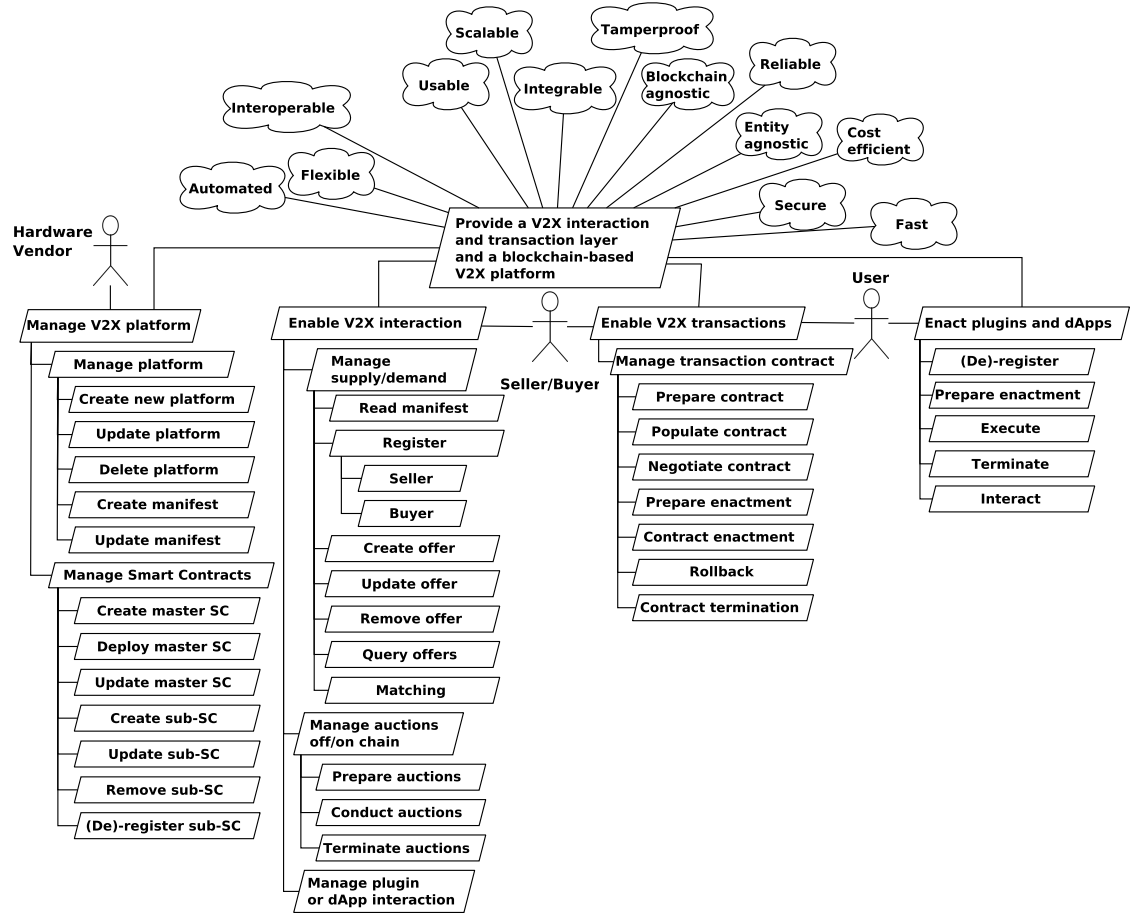 Scalable
Tamperproof
Usable
Integrable
Blockchain
agnostic
Reliable
Interoperable
Entity
agnostic
Cost
efficient
Automated
Flexible
Secure
Fast
Provide a V2X interaction
and transaction layer
and a blockchain-based
V2X platform
Hardware
Vendor
Seller/Buyer
User
Manage V2X platform
Manage platform
Create new platform
Update platform
Delete platform
Create manifest
Update manifest
Manage Smart Contracts
Create master SC
Deploy master SC
Update master SC
Create sub-SC
Update sub-SC
Remove sub-SC
(De)-register sub-SC
Enable V2X interaction
Manage
supply/demand
Read manifest
Register
Seller
Buyer
Create offer
Update offer
Remove offer
Query offers
Matching
Manage auctions
off/on chain
Prepare auctions
Conduct auctions
Terminate auctions
Manage plugin
or dApp interaction
Enable V2X transactions
Manage transaction contract
Prepare contract
Populate contract
Negotiate contract
Prepare enactment
Contract enactment
Rollback
Contract termination
Enact plugins and dApps
(De)-register
Prepare enactment
Execute
Terminate
Interact